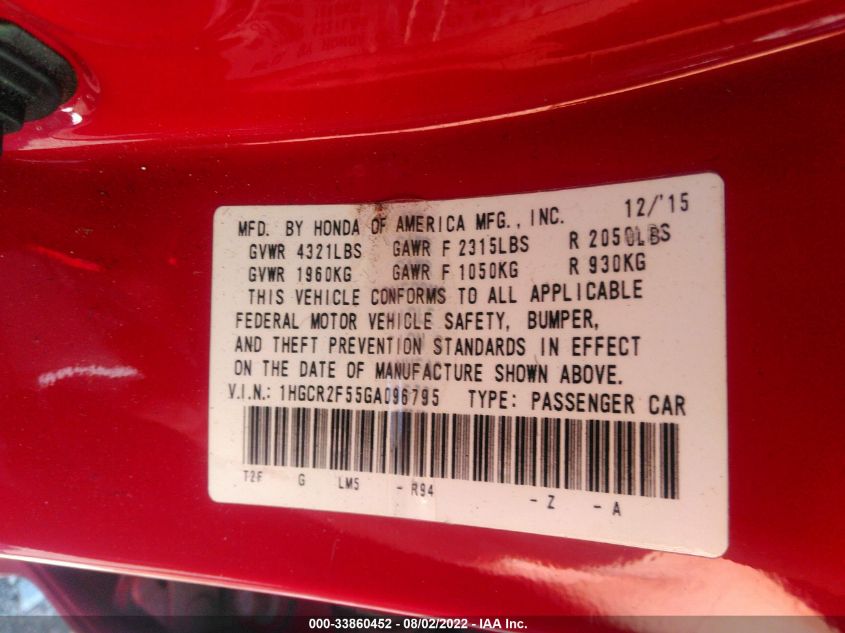 MFD. BY HONDA OF AMERICA MFG., INC. 12/'15
GVWR 4321LBS GAWR F 2315LBS R 2050LBS
GVWR 1960KG GAWR F 1050KG R 930KG
THIS VEHICLE CONFORMS TO ALL APPLICABLE
FEDERAL MOTOR VEHICLE SAFETY, BUMPER,
AND THEFT PREVENTION STANDARDS IN EFFECT
ON THE DATE OF MANUFACTURE SHOWN ABOVE.
V.I.N.: 1HGCR2F55GA096795 TYPE: PASSENGER CAR
T2F G LM5 - R94 - Z - A
000-33860452 - 08/02/2022 - IAA Inc.